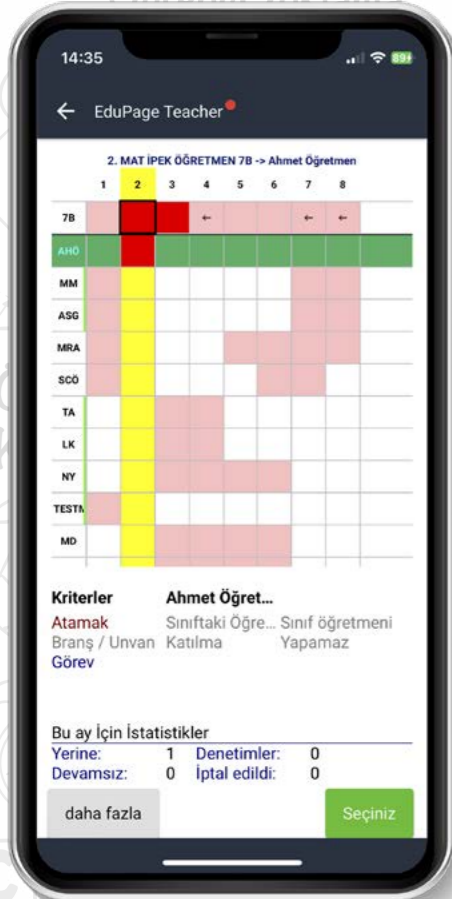 14:35
EduPage Teacher
2. MAT İPEK ÖĞRETMEN 7B -> Ahmet Öğretmen
1 2 3 4 5 6 7 8
7B ← ← ←
AHÖ
MM
ASG
MRA
SCÖ
TA
LK
NY
MD
Kriterler Ahmet Öğret...
Atamak Sınıftaki Öğre... Sınıf öğretmeni
Branş / Unvan Katılma Yapamaz
Görev
Bu ay İçin İstatistikler
Yerine: 1 Denetimler: 0
Devamsız: 0 İptal edildi: 0
daha fazla Seçiniz